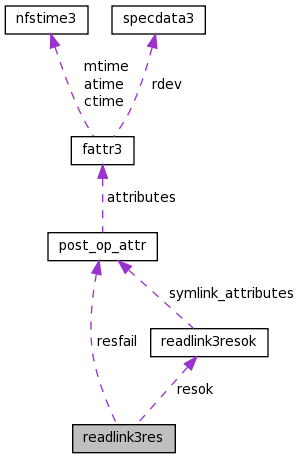 nfstime3
specdata3
mtime
atime
ctime
rdev
fattr3
attributes
post_op_attr
symlink_attributes
resfail
readlink3resok
resok
readlink3res